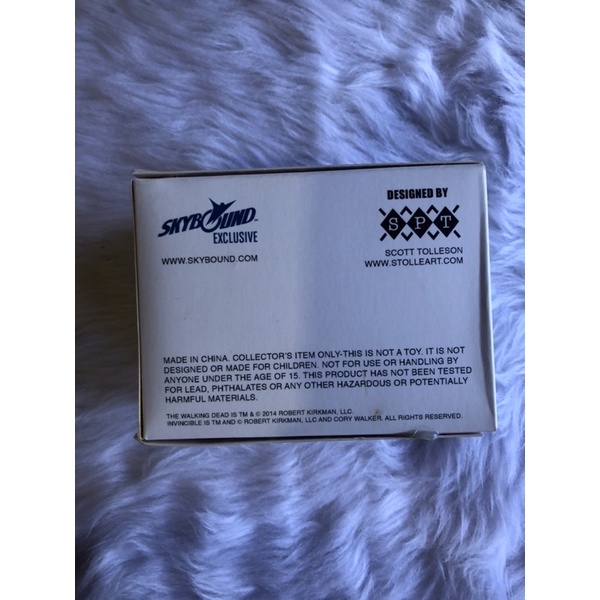 SKYBOUND™
EXCLUSIVE
WWW.SKYBOUND.COM
DESIGNED BY
SPT
SCOTT TOLLESON
WWW.STOLLEART.COM
MADE IN CHINA. COLLECTOR'S ITEM ONLY-THIS IS NOT A TOY. IT IS NOT
DESIGNED OR MADE FOR CHILDREN. NOT FOR USE OR HANDLING BY
ANYONE UNDER THE AGE OF 15. THIS PRODUCT HAS NOT BEEN TESTED
FOR LEAD, PHTHALATES OR ANY OTHER HAZARDOUS OR POTENTIALLY
HARMFUL MATERIALS.
THE WALKING DEAD IS TM & © 2014 ROBERT KIRKMAN, LLC.
INVINCIBLE IS TM AND © ROBERT KIRKMAN, LLC AND CORY WALKER. ALL RIGHTS RESERVED.